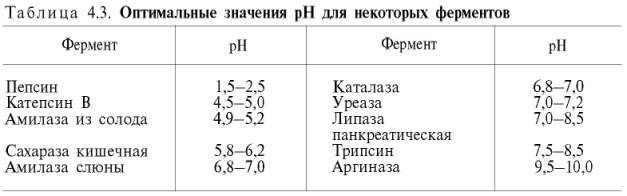 Таблица 4.3. Оптимальные значения pH для некоторых ферментов
Фермент pH Фермент pH
Пепсин 1,5—2,5 Каталаза 6,8—7,0
Катепсин В 4,5—5,0 Уреаза 7,0—7,2
Амилаза из солода 4,9—5,2 Липаза 7,0—8,5
панкреатическая
Сахараза кишечная 5,8—6,2 Трипсин 7,5—8,5
Амилаза слюны 6,8—7,0 Аргиназа 9,5—10,0